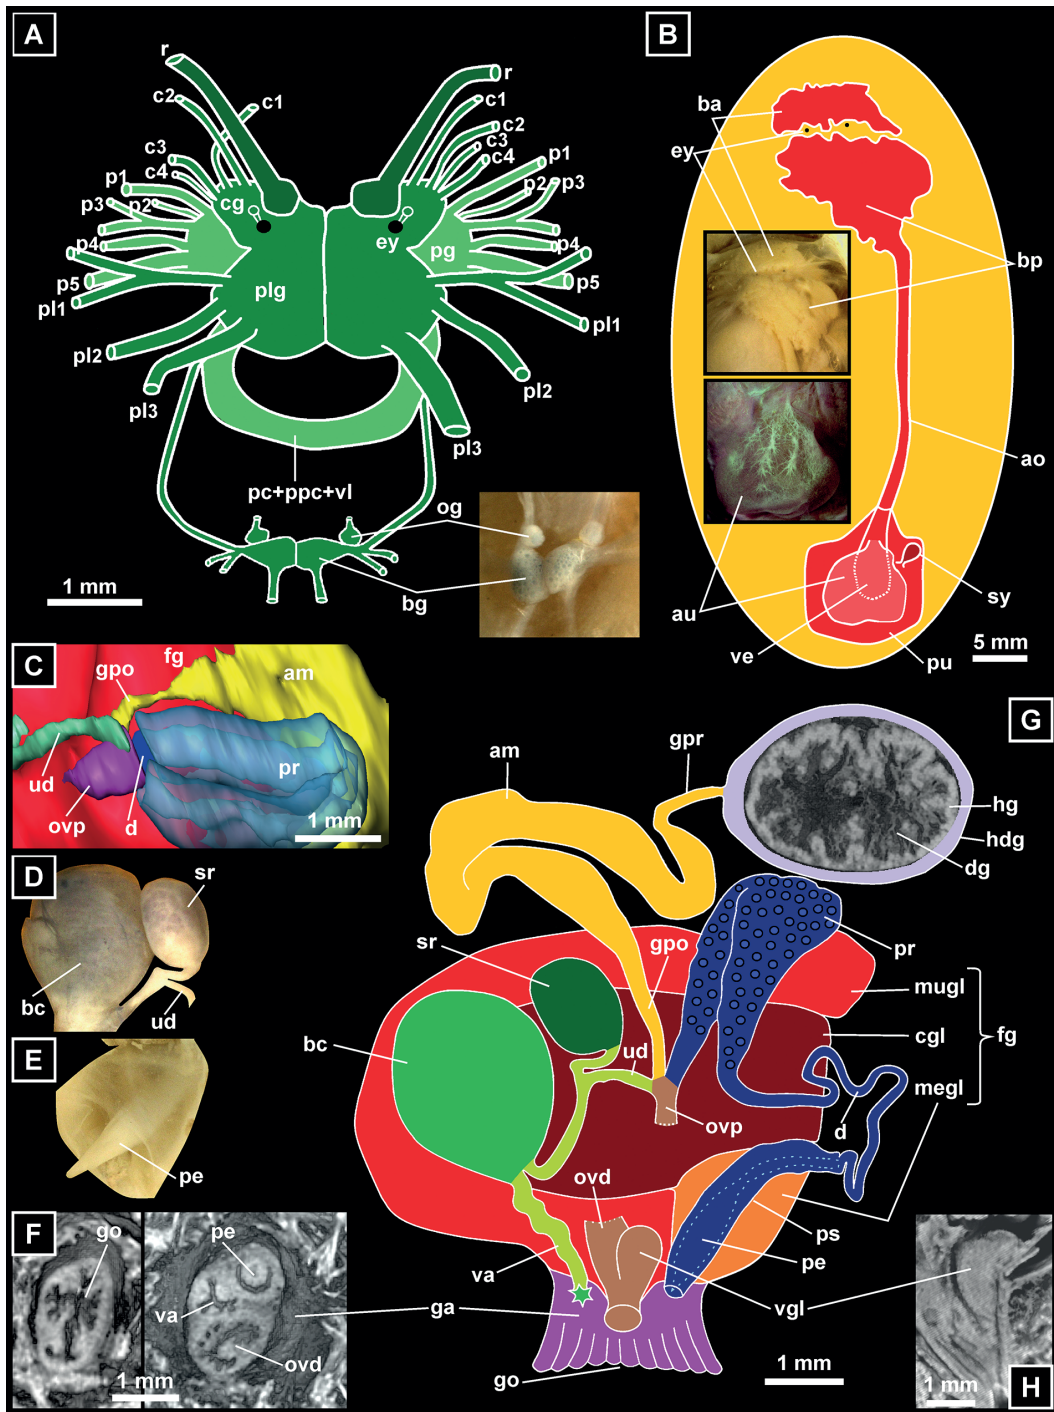 A
r
r
c2
c1
c1
c2
c3
c3
c4
c4
p1
p1
p2
p3
p3
p2
cg
ey
pg
p4
p4
p5
p5
plg
pl1
pl1
pl2
pl2
pl3
pl3
pc+ppc+vl
og
bg
1 mm
B
ba
ey
bp
ao
au
sy
ve
pu
5 mm
C
fg
gpo
am
ud
pr
ovp
d
1 mm
D
sr
bc
ud
E
pe
F
go
pe
va
ovd
1 mm
ga
G
am
gpr
hg
hdg
dg
sr
gpo
pr
mugl
bc
ud
cgl
fg
megl
ovp
d
ovd
ps
va
pe
vgl
go
1 mm
H
1 mm